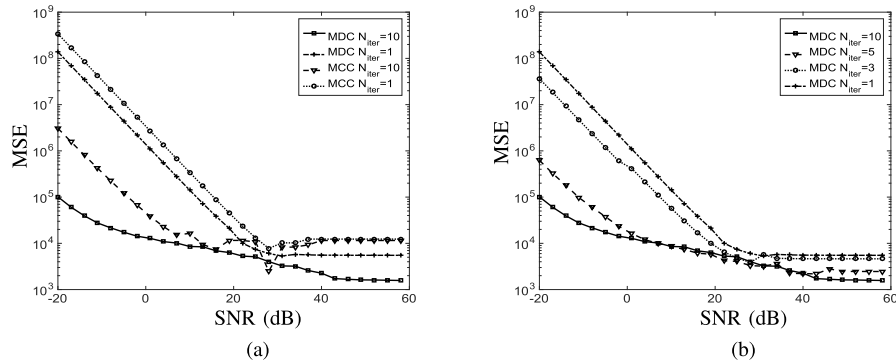 MDC N_iter=10
MDC N_iter=1
MCC N_iter=10
MCC N_iter=1
10^9
10^8
10^7
10^6
10^5
10^4
10^3
MSE
-20 0 20 40 60
SNR (dB)
(a)
MDC N_iter=10
MDC N_iter=5
MDC N_iter=3
MDC N_iter=1
10^9
10^8
10^7
10^6
10^5
10^4
10^3
MSE
-20 0 20 40 60
SNR (dB)
(b)